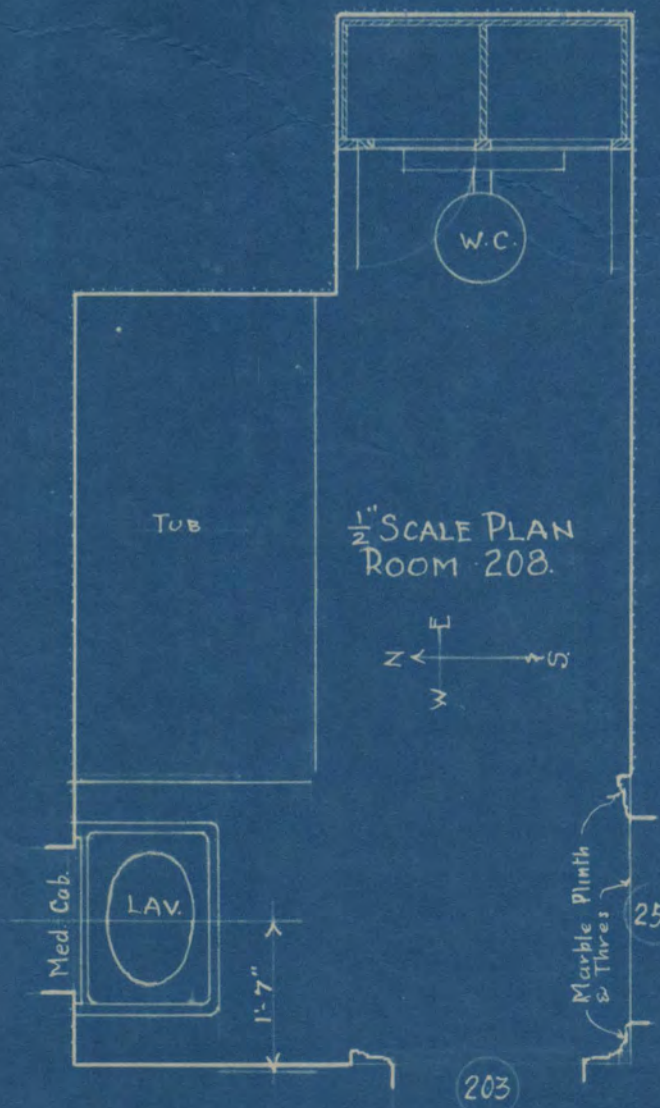 W.C.
TUB
1/2" SCALE PLAN
ROOM 208.
E
N S.
W
Med. Cab.
LAV.
1'-7"
Marble Plinth
& Thres
25
203